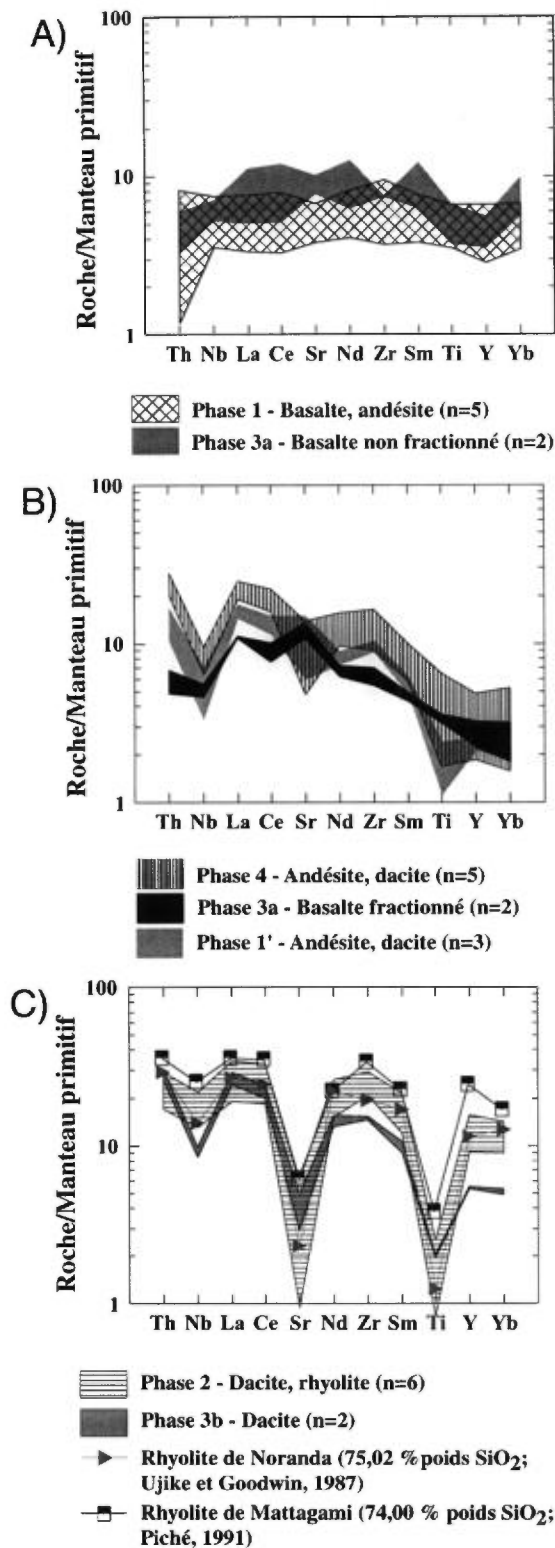 A)
100
10
1
Roche/Manteau primitif
Th Nb La Ce Sr Nd Zr Sm Ti Y Yb
Phase 1 - Basalte, andésite (n=5)
Phase 3a - Basalte non fractionné (n=2)
B)
100
10
1
Roche/Manteau primitif
Th Nb La Ce Sr Nd Zr Sm Ti Y Yb
Phase 4 - Andésite, dacite (n=5)
Phase 3a - Basalte fractionné (n=2)
Phase 1' - Andésite, dacite (n=3)
C)
100
10
1
Roche/Manteau primitif
Th Nb La Ce Sr Nd Zr Sm Ti Y Yb
Phase 2 - Dacite, rhyolite (n=6)
Phase 3b - Dacite (n=2)
Rhyolite de Noranda (75,02 %poids SiO₂;
Ujike et Goodwin, 1987)
Rhyolite de Mattagami (74,00 % poids SiO₂;
Piché, 1991)